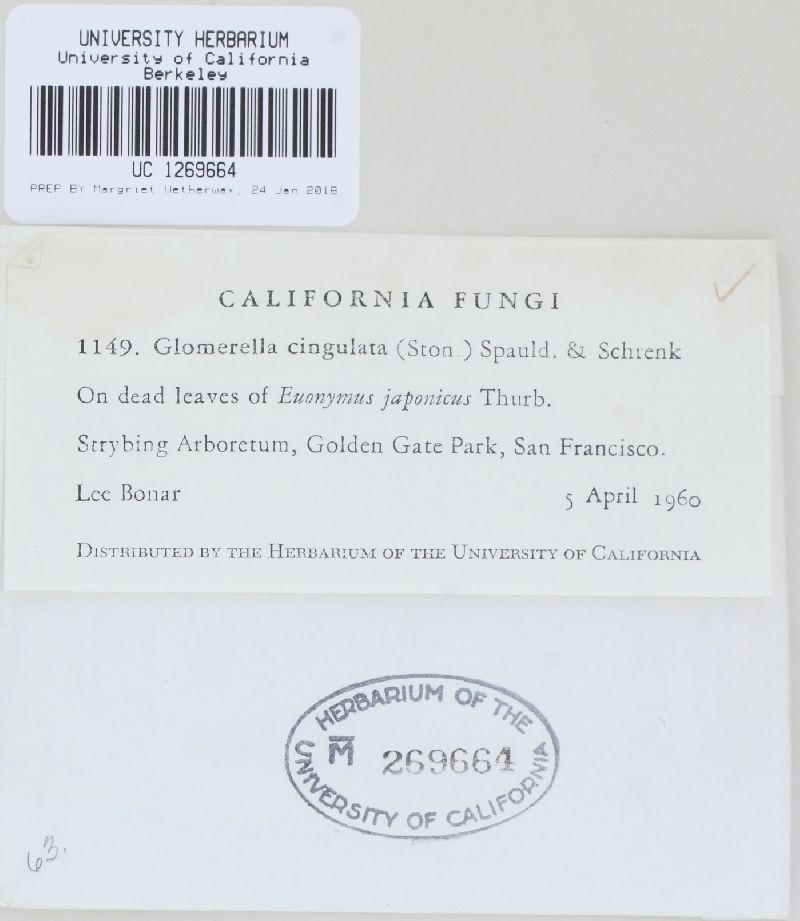 UNIVERSITY HERBARIUM
University of California
Berkeley
UC 1269664
PREP BY Margriet Wetherwax, 24 Jan 2018
CALIFORNIA FUNGI
1149. Glomerella cingulata (Ston.) Spauld. & Schrenk
On dead leaves of Euonymus japonicus Thurb.
Strybing Arboretum, Golden Gate Park, San Francisco.
Lee Bonar 5 April 1960
DISTRIBUTED BY THE HERBARIUM OF THE UNIVERSITY OF CALIFORNIA
HERBARIUM OF THE
M 269664
UNIVERSITY OF CALIFORNIA
63.